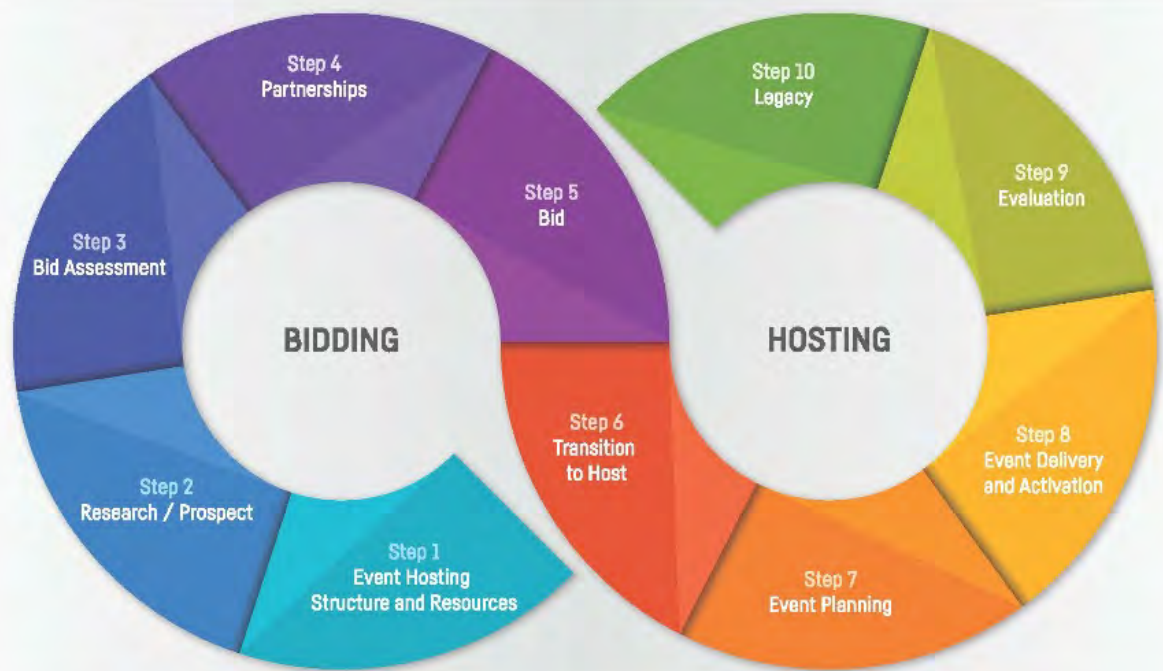 BIDDING
Step 1
Event Hosting
Structure and Resources
Step 2
Research / Prospect
Step 3
Bid Assessment
Step 4
Partnerships
Step 5
Bid
HOSTING
Step 6
Transition
to Host
Step 7
Event Planning
Step 8
Event Delivery
and Activation
Step 9
Evaluation
Step 10
Legacy